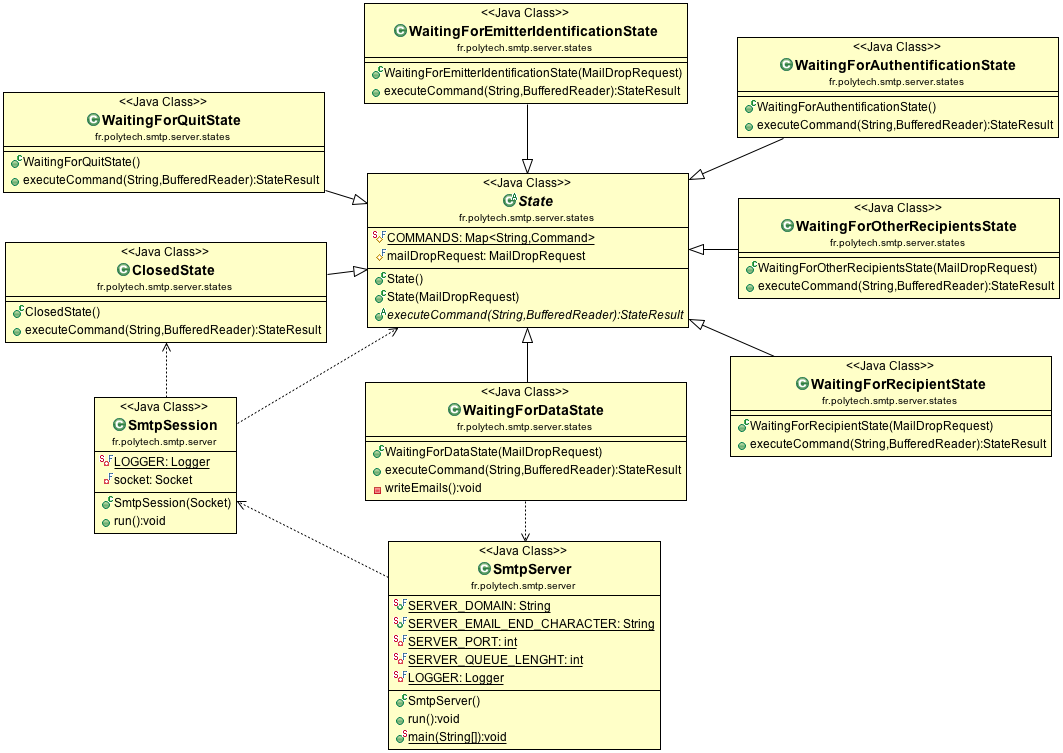 <<Java Class>>
WaitingForEmitterIdentificationState
fr.polytech.smtp.server.states
WaitingForEmitterIdentificationState(MailDropRequest)
executeCommand(String,BufferedReader):StateResult
<<Java Class>>
WaitingForAuthentificationState
fr.polytech.smtp.server.states
WaitingForAuthentificationState()
executeCommand(String,BufferedReader):StateResult
<<Java Class>>
WaitingForQuitState
fr.polytech.smtp.server.states
WaitingForQuitState()
executeCommand(String,BufferedReader):StateResult
<<Java Class>>
State
fr.polytech.smtp.server.states
COMMANDS: Map<String,Command>
mailDropRequest: MailDropRequest
State()
State(MailDropRequest)
executeCommand(String,BufferedReader):StateResult
<<Java Class>>
WaitingForOtherRecipientsState
fr.polytech.smtp.server.states
WaitingForOtherRecipientsState(MailDropRequest)
executeCommand(String,BufferedReader):StateResult
<<Java Class>>
ClosedState
fr.polytech.smtp.server.states
ClosedState()
executeCommand(String,BufferedReader):StateResult
<<Java Class>>
WaitingForRecipientState
fr.polytech.smtp.server.states
WaitingForRecipientState(MailDropRequest)
executeCommand(String,BufferedReader):StateResult
<<Java Class>>
WaitingForDataState
fr.polytech.smtp.server.states
WaitingForDataState(MailDropRequest)
executeCommand(String,BufferedReader):StateResult
writeEmails():void
<<Java Class>>
SmtpSession
fr.polytech.smtp.server
LOGGER: Logger
socket: Socket
SmtpSession(Socket)
run():void
<<Java Class>>
SmtpServer
fr.polytech.smtp.server
SERVER_DOMAIN: String
SERVER_EMAIL_END_CHARACTER: String
SERVER_PORT: int
SERVER_QUEUE_LENGHT: int
LOGGER: Logger
SmtpServer()
run():void
main(String[]):void